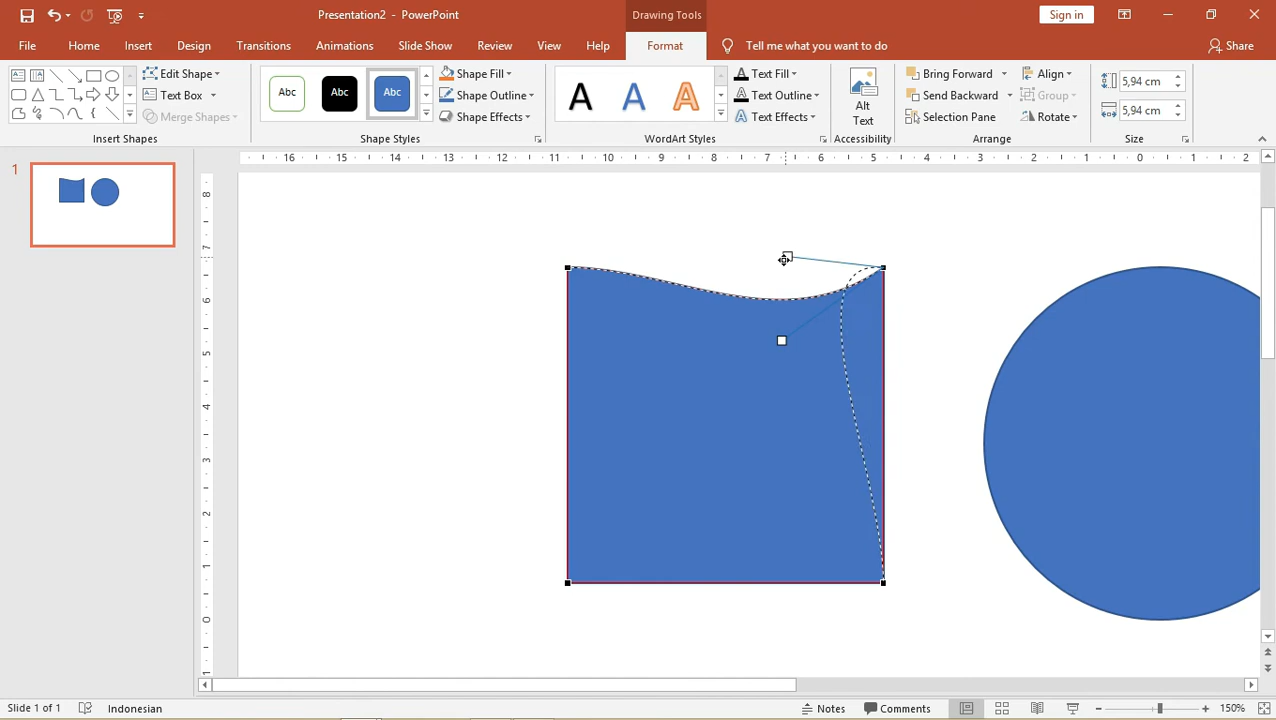 Presentation2 - PowerPoint
Drawing Tools
Sign in
File Home Insert Design Transitions Animations Slide Show Review View Help Format Tell me what you want to do Share
Edit Shape
Text Box
Merge Shapes
Insert Shapes
Abc Abc Abc
Shape Fill
Shape Outline
Shape Effects
Shape Styles
A A A
Text Fill
Text Outline
Text Effects
WordArt Styles
Alt
Text
Accessibility
Bring Forward
Send Backward
Selection Pane
Align
Group
Rotate
Arrange
5,94 cm
5,94 cm
Size
16 15 14 13 12 11 10 9 8 7 6 5 4 3 2 1 0 1 2
1
8
7
6
5
4
3
2
1
0
1
Slide 1 of 1 Indonesian Notes Comments 150%